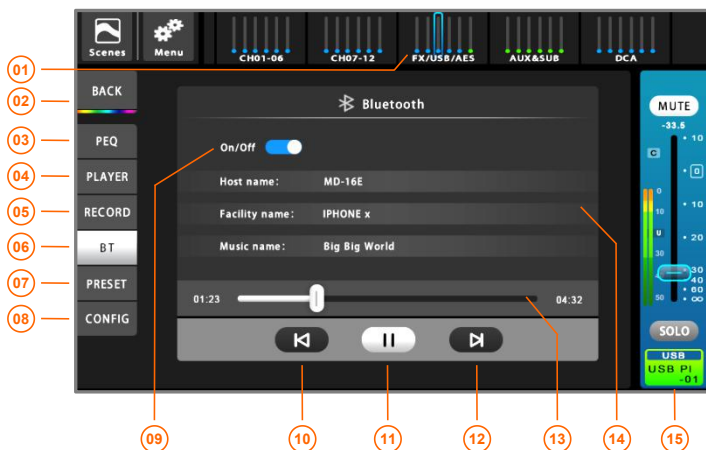 Scenes Menu CH01-06 CH07-12 FX/USB/AES AUX&SUB DCA
01
02 BACK
03 PEQ
04 PLAYER
05 RECORD
06 BT
07 PRESET
08 CONFIG
Bluetooth
On/Off
Host name: MD-16E
Facility name: IPHONE x
Music name: Big Big World
01:23 04:32
MUTE
-33.5
10
C
0
0
10
10
U
20
30
30
40
60
50 ∞
SOLO
USB
USB Pl
-01
09 10 11 12 13 14 15